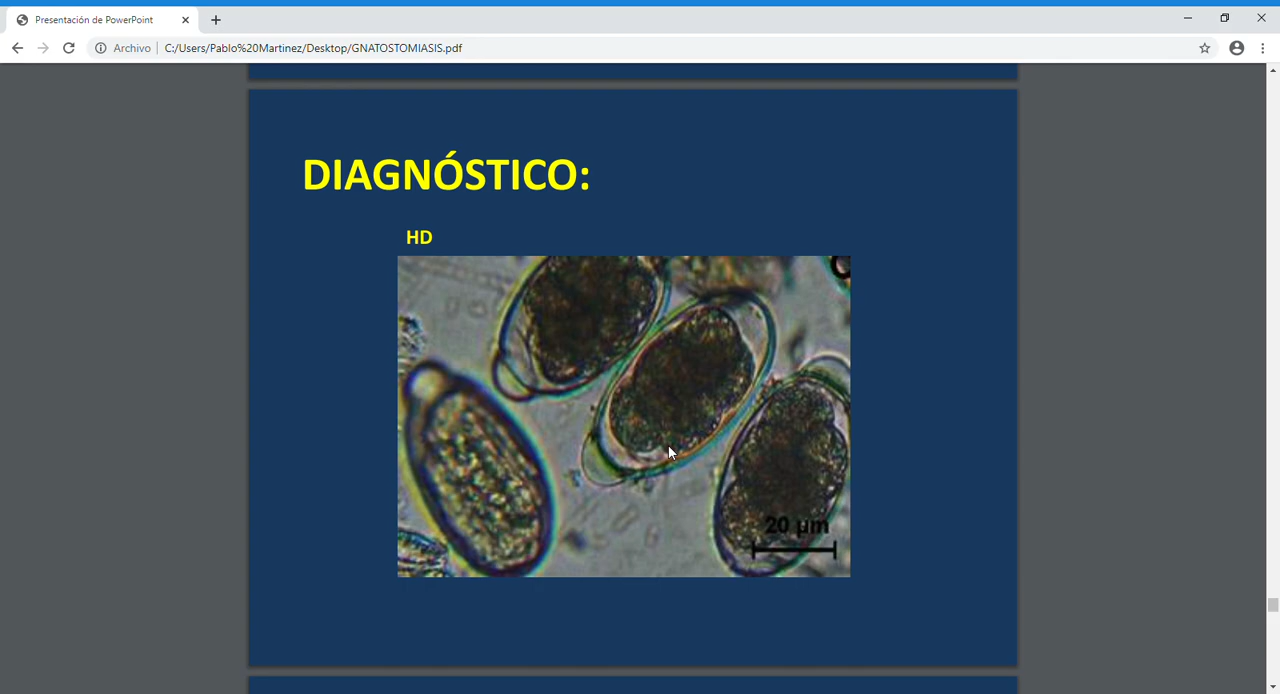 Presentación de PowerPoint
Archivo
C:/Users/Pablo%20Martinez/Desktop/GNATOSTOMIASIS.pdf
DIAGNÓSTICO:
HD
20 µm